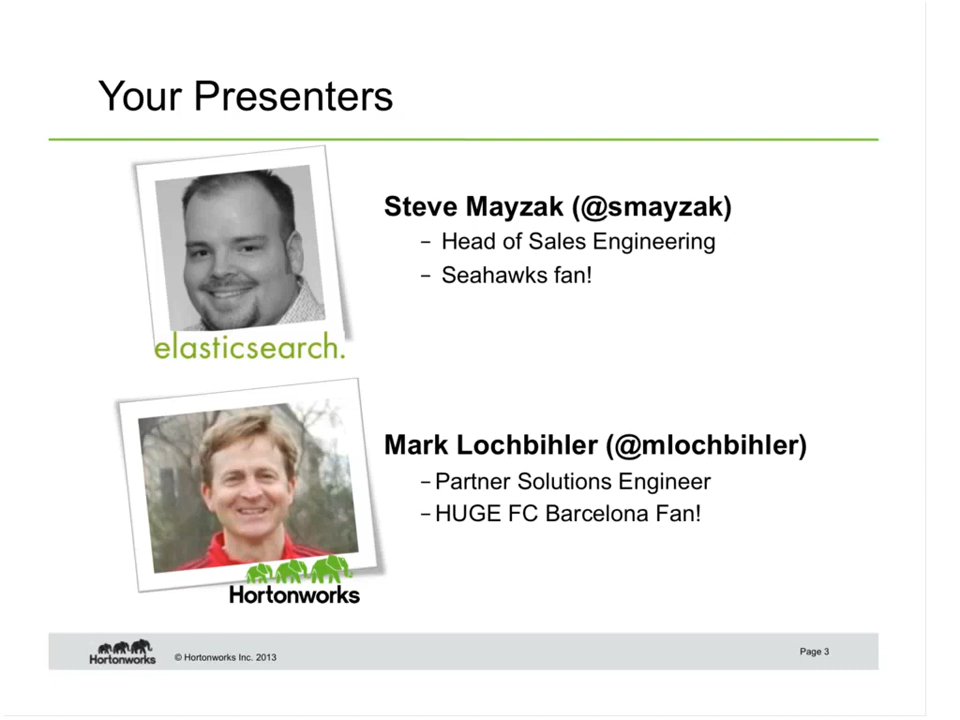 Your Presenters
Steve Mayzak (@smayzak)
– Head of Sales Engineering
– Seahawks fan!
elasticsearch.
Mark Lochbihler (@mlochbihler)
– Partner Solutions Engineer
– HUGE FC Barcelona Fan!
Hortonworks
Hortonworks
© Hortonworks Inc. 2013
Page 3